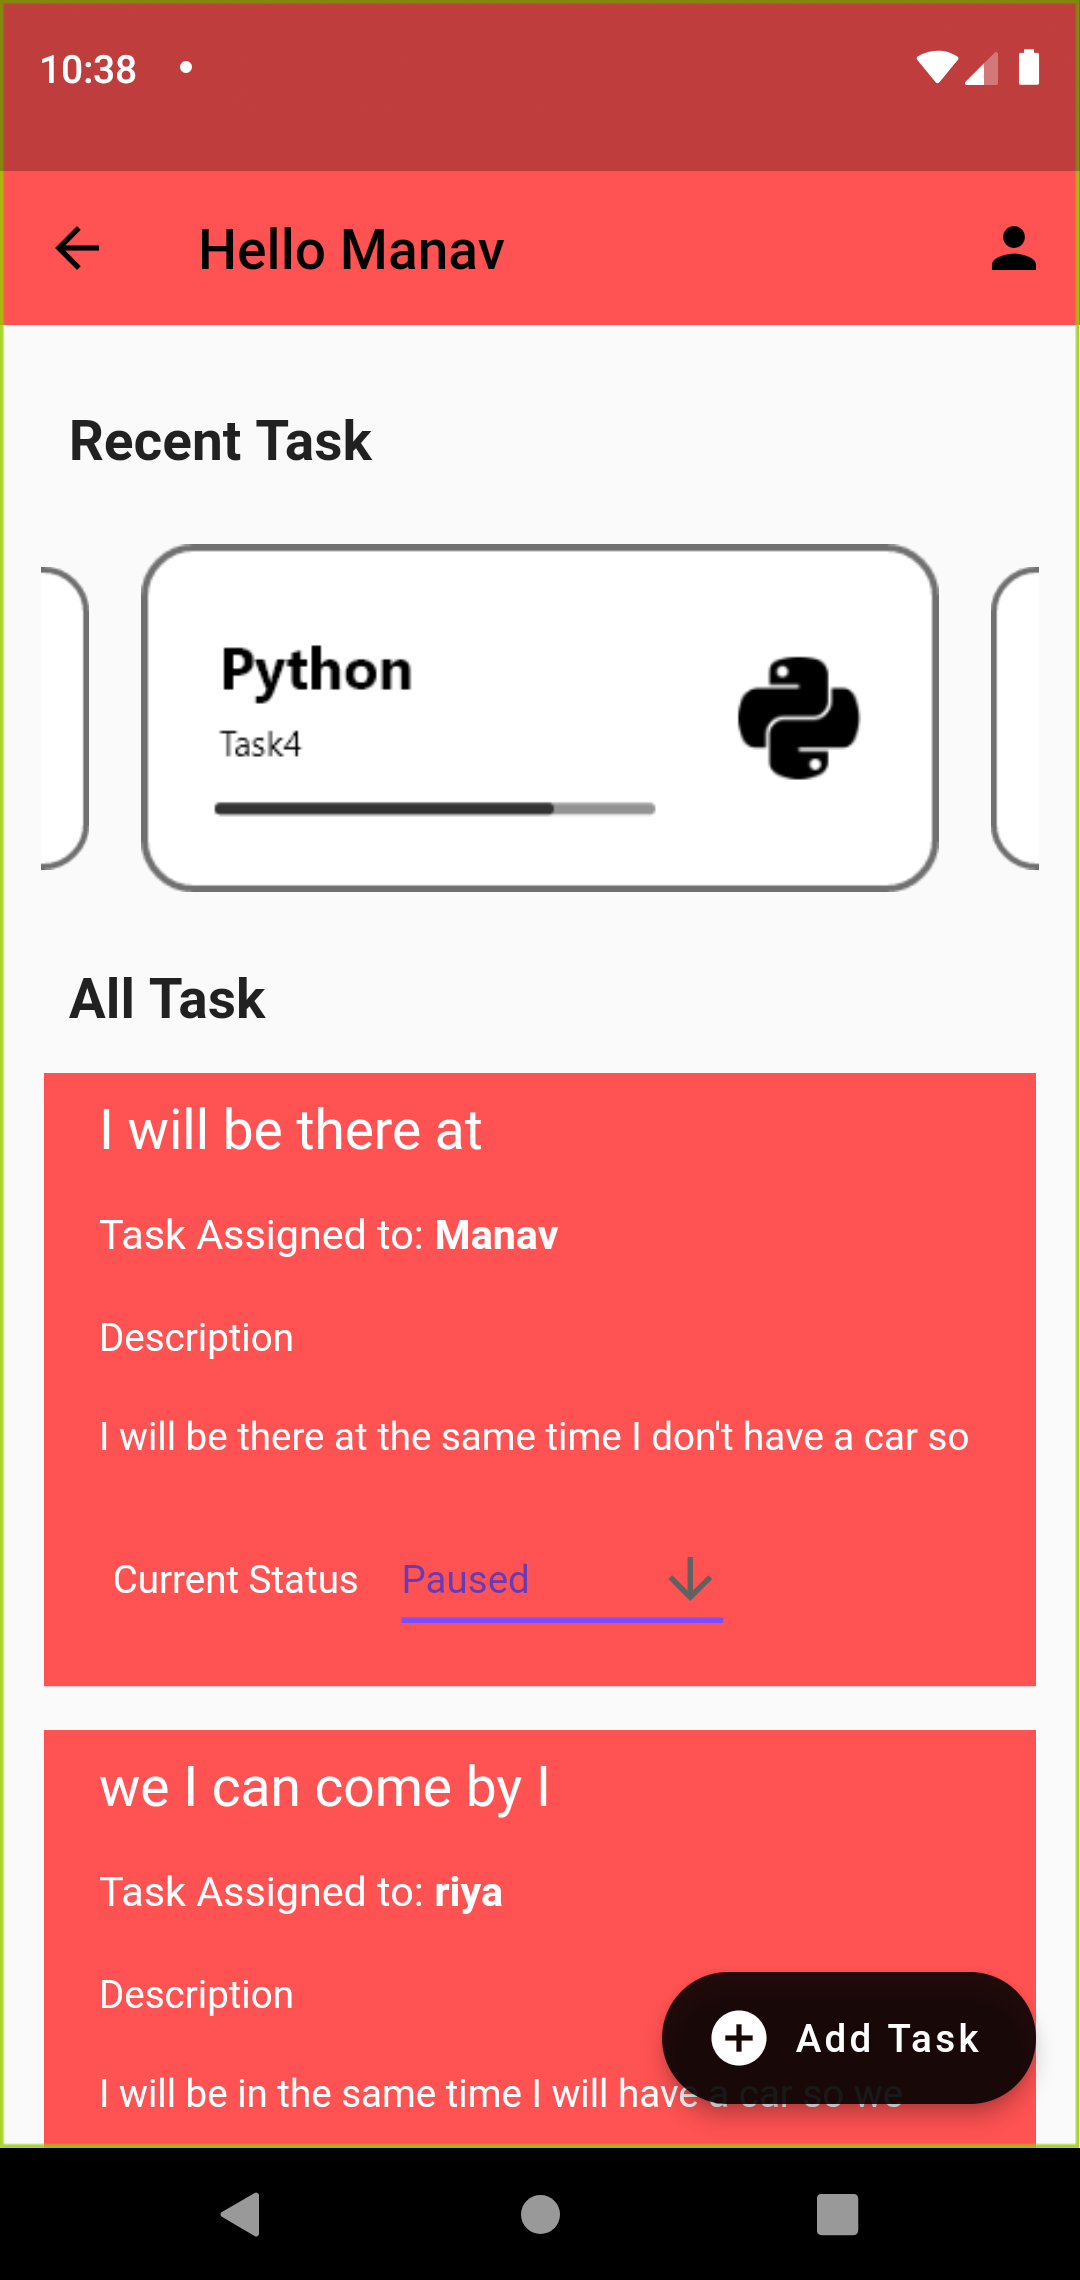 10:38
Hello Manav
Recent Task
Python
Task4
All Task
I will be there at
Task Assigned to: Manav
Description
I will be there at the same time I don't have a car so
Current Status Paused
we I can come by I
Task Assigned to: riya
Description
Add Task
I will be in the same time I will have a car so we